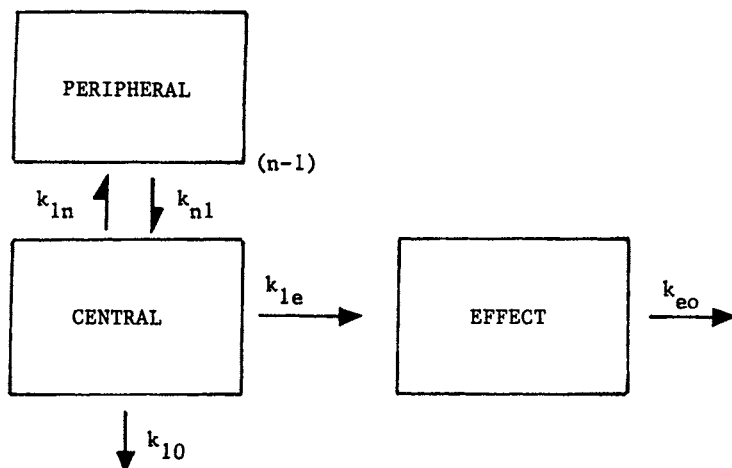 PERIPHERAL
(n-1)
k1n
kn1
CENTRAL
k1e
EFFECT
keo
k10